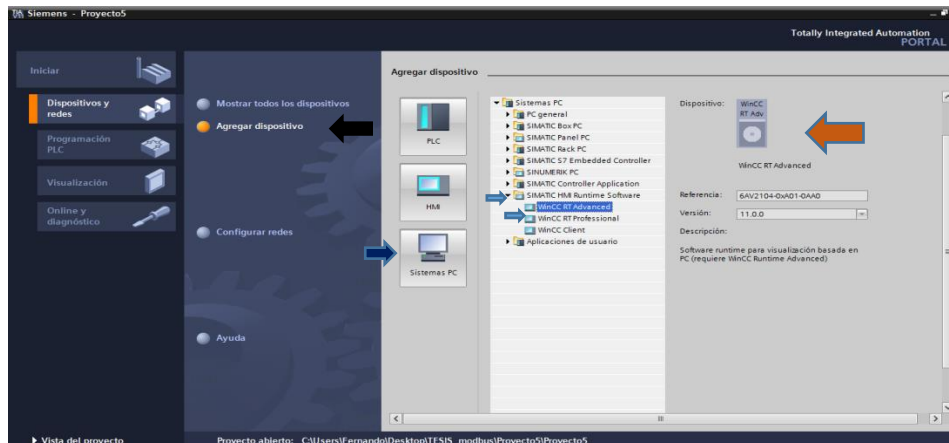 Siemens - Proyecto5
Totally Integrated Automation
PORTAL
Iniciar
Dispositivos y
redes
Programación
PLC
Visualización
Online y
diagnóstico
Mostrar todos los dispositivos
Agregar dispositivo
Configurar redes
Ayuda
Agregar dispositivo
PLC
HMI
Sistemas PC
Sistemas PC
PC general
SIMATIC Box PC
SIMATIC Panel PC
SIMATIC Rack PC
SIMATIC S7 Embedded Controller
SINUMERIK PC
SIMATIC Controller Application
SIMATIC HMI Runtime Software
WinCC RT Advanced
WinCC RT Professional
WinCC Client
Aplicaciones de usuario
Dispositivo:
WinCC
RT Adv
WinCC RT Advanced
Referencia: 6AV2104-0xA01-0AA0
Versión: 11.0.0
Descripción:
Software runtime para visualización basada en
PC (requiere WinCC Runtime Advanced)
Vista del proyecto
Proyecto abierto: C:\Users\Fernando\Desktop\TESIS_modbus\Proyecto5\Proyecto5